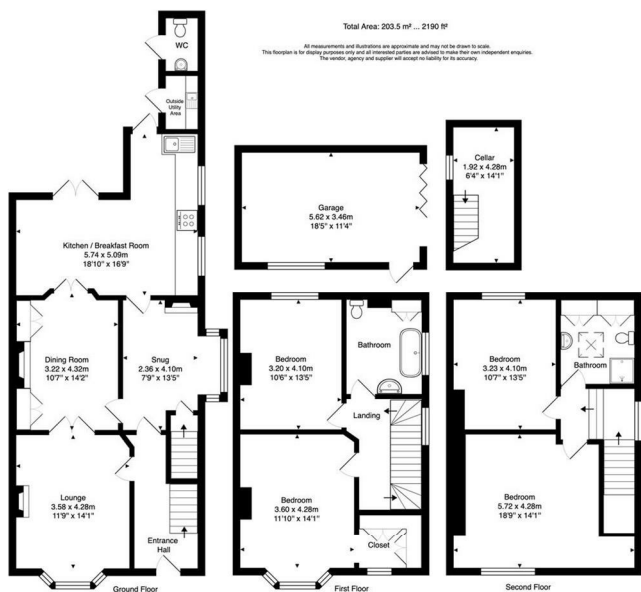 Total Area: 203.5 m² ... 2190 ft²
All measurements and illustrations are approximate and may not be drawn to scale.
This floorplan is for display purposes only and all interested parties are advised to make their own independent enquiries.
The vendor, agency and supplier will accept no liability for its accuracy.
WC
Outside
Utility
Area
Kitchen / Breakfast Room
5.74 x 5.09m
18'10" x 16'9"
Dining Room
3.22 x 4.32m
10'7" x 14'2"
Snug
2.36 x 4.10m
7'9" x 13'5"
Lounge
3.58 x 4.28m
11'9" x 14'1"
Entrance
Hall
Ground Floor
Garage
5.62 x 3.46m
18'5" x 11'4"
Cellar
1.92 x 4.28m
6'4" x 14'1"
Bedroom
3.20 x 4.10m
10'6" x 13'5"
Bathroom
Landing
Bedroom
3.60 x 4.28m
11'10" x 14'1"
Closet
First Floor
Bedroom
3.23 x 4.10m
10'7" x 13'5"
Bathroom
Bedroom
5.72 x 4.28m
18'9" x 14'1"
Second Floor